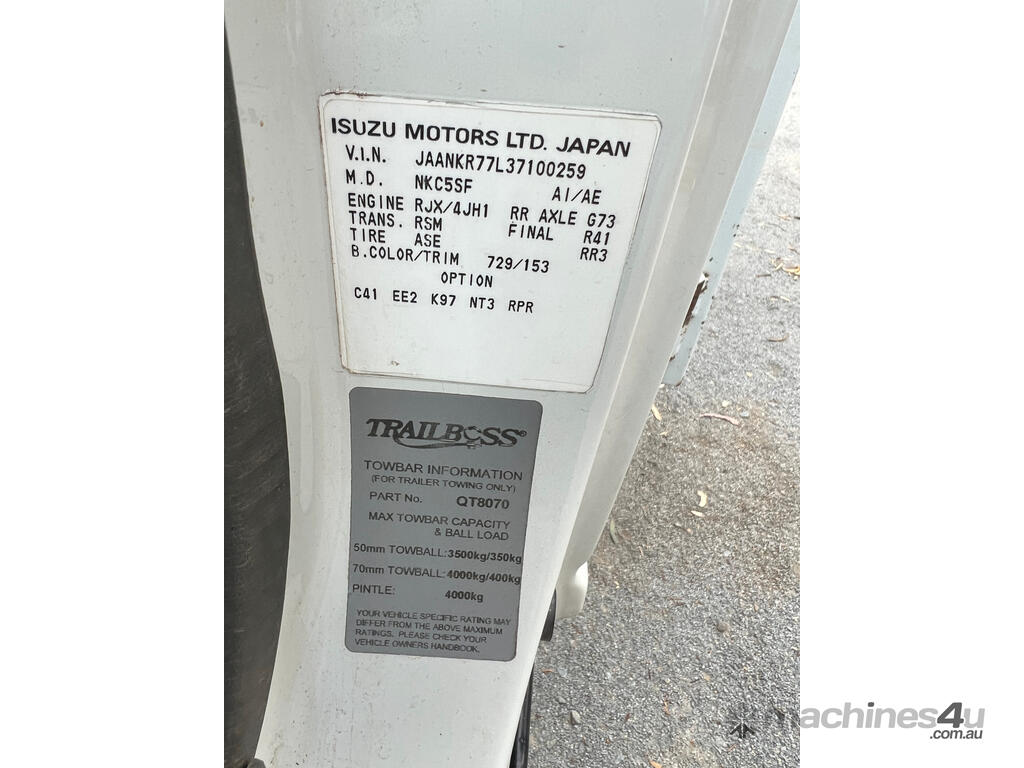 ISUZU MOTORS LTD. JAPAN
V.I.N. JAANKR77L37100259
M.D. NKC5SF AI/AE
ENGINE RJX/4JH1 RR AXLE G73
TRANS. RSM FINAL R41
TIRE ASE RR3
B.COLOR/TRIM 729/153
OPTION
C41 EE2 K97 NT3 RPR
TRAILBOSS®
TOWBAR INFORMATION
(FOR TRAILER TOWING ONLY)
PART No. QT8070
MAX TOWBAR CAPACITY
& BALL LOAD
50mm TOWBALL: 3500kg/350kg
70mm TOWBALL: 4000kg/400kg
PINTLE: 4000kg
YOUR VEHICLE SPECIFIC RATING MAY
DIFFER FROM THE ABOVE MAXIMUM
RATINGS. PLEASE CHECK YOUR
VEHICLE OWNERS HANDBOOK.
machines4u
.com.au